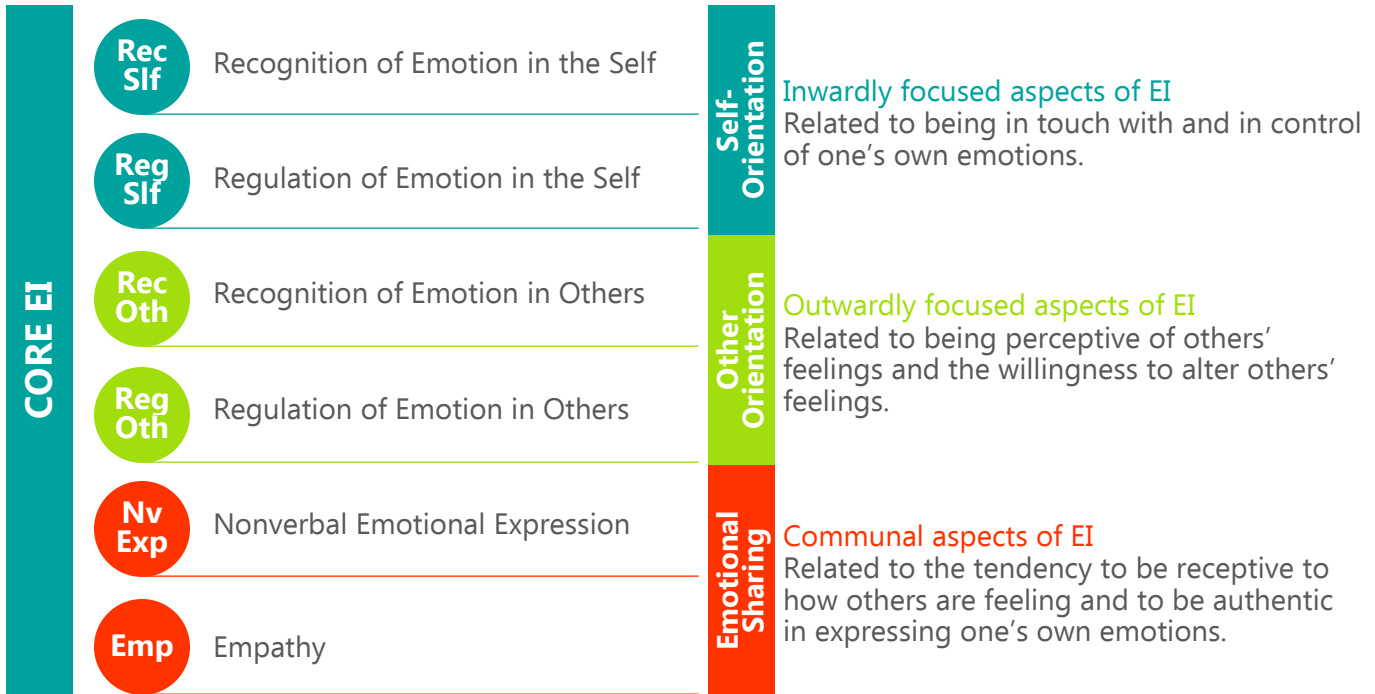 CORE EI
Rec
Slf
Recognition of Emotion in the Self
Reg
Slf
Regulation of Emotion in the Self
Rec
Oth
Recognition of Emotion in Others
Reg
Oth
Regulation of Emotion in Others
Nv
Exp
Nonverbal Emotional Expression
Emp
Empathy
Self-
Orientation
Inwardly focused aspects of EI
Related to being in touch with and in control
of one’s own emotions.
Other
Orientation
Outwardly focused aspects of EI
Related to being perceptive of others’
feelings and the willingness to alter others’
feelings.
Emotional
Sharing
Communal aspects of EI
Related to the tendency to be receptive to
how others are feeling and to be authentic
in expressing one’s own emotions.